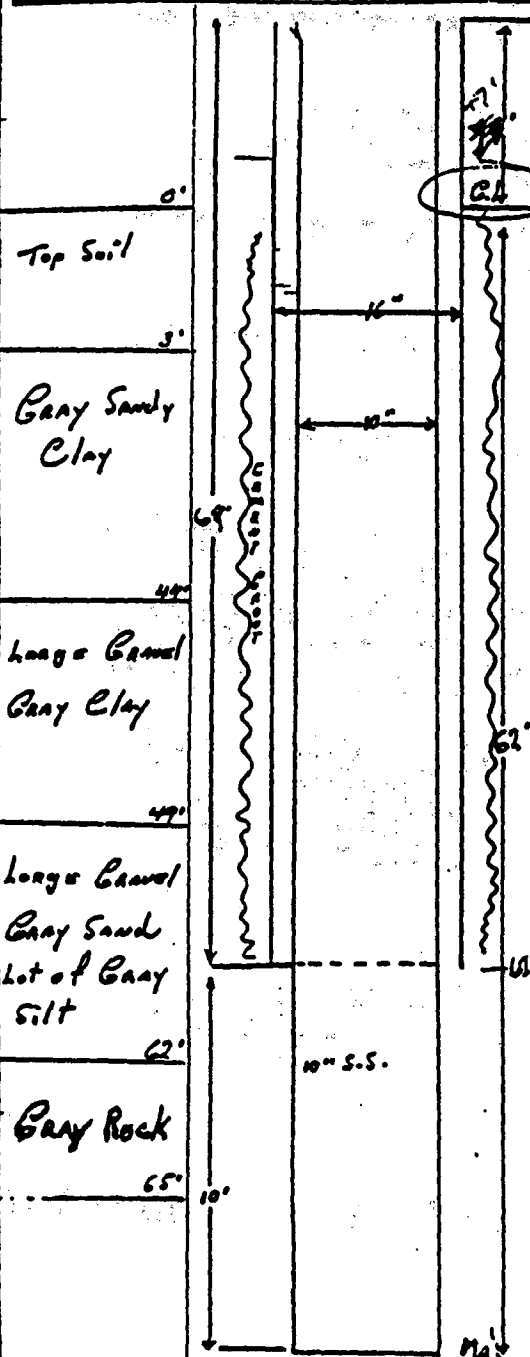 0'
Top Soil
3'
Gray Sandy
Clay
44'
Large Gravel
Gray Clay
49'
Large Gravel
Gray Sand
Lot of Gray
Silt
62'
Gray Rock
65'
16"
10"
CEMENT GROUT
62'
10" S.S.
10'